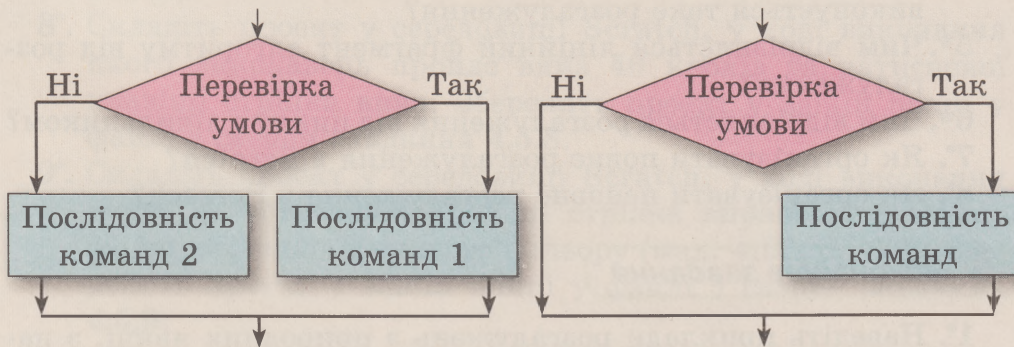 Ні
Перевірка
умови
Так
Послідовність
команд 2
Послідовність
команд 1
Ні
Перевірка
умови
Так
Послідовність
команд